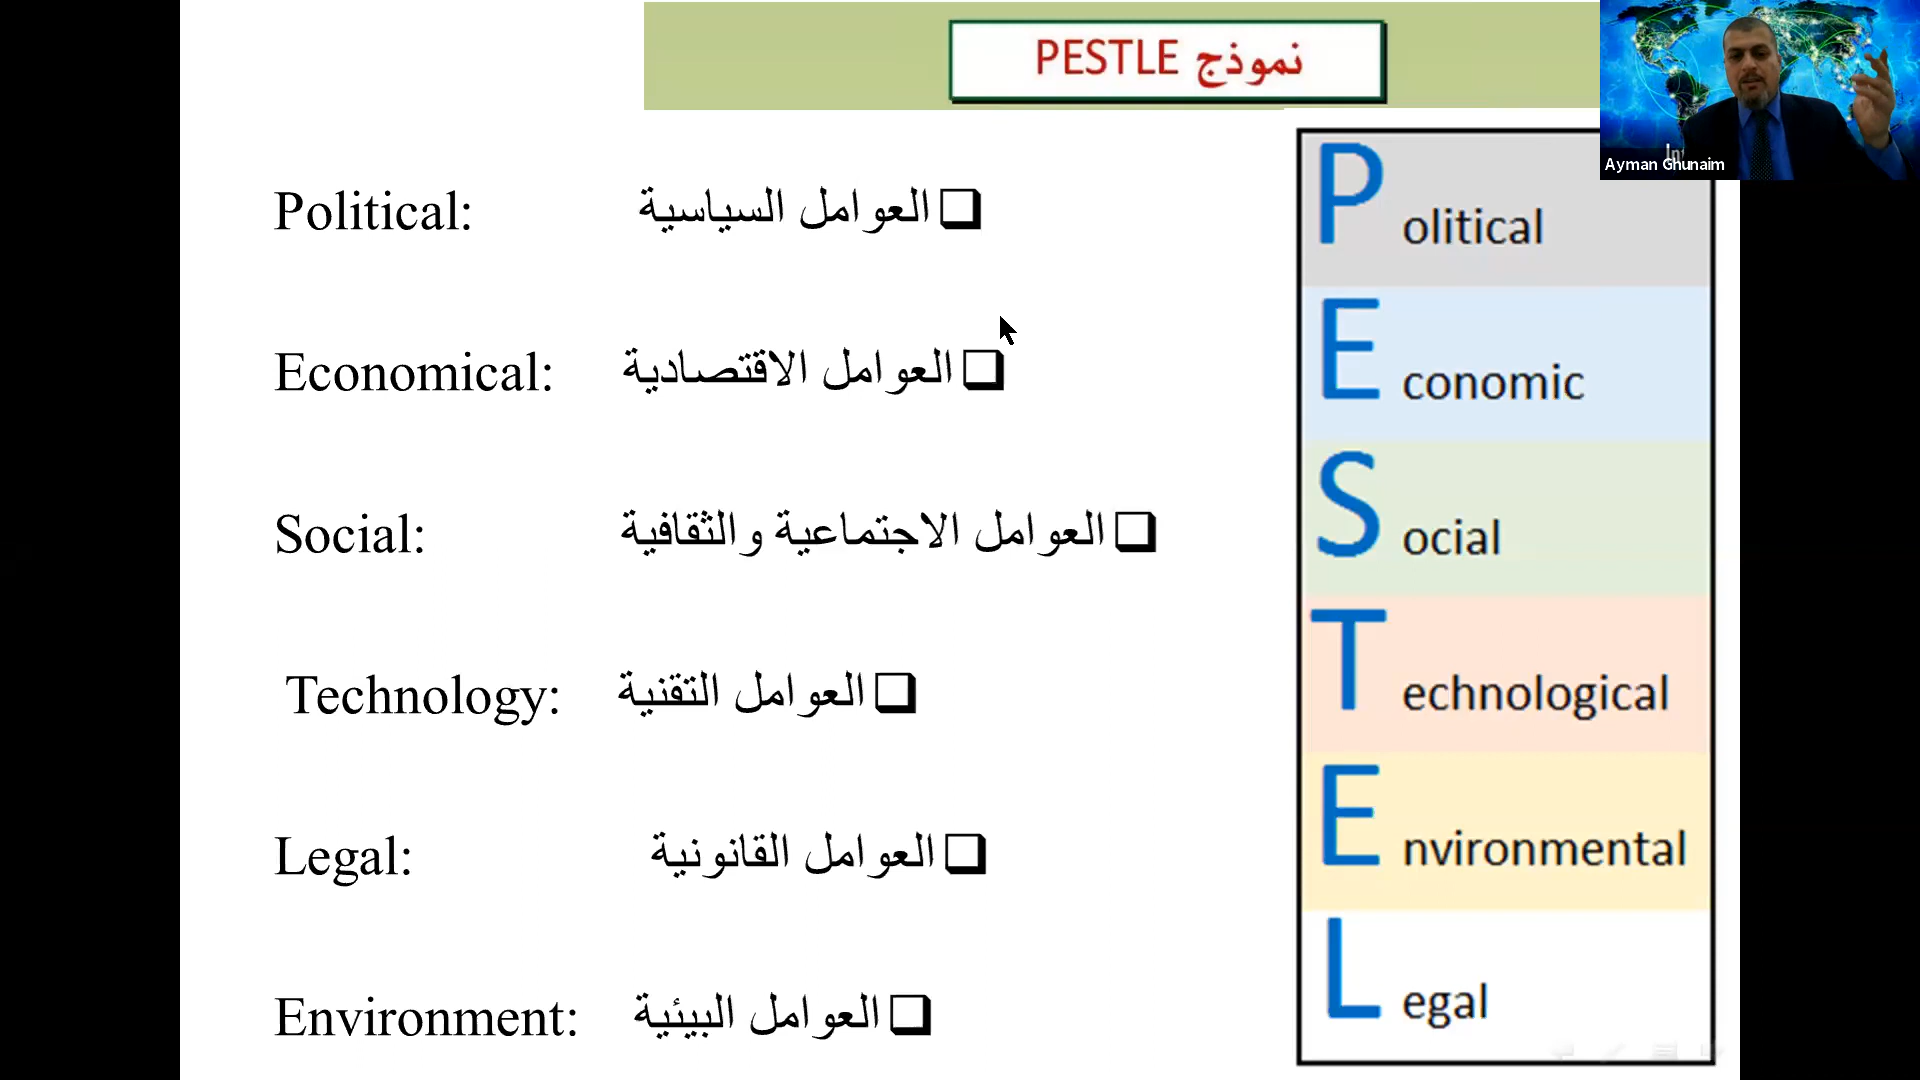 نموذج PESTLE
Ayman Ghunaim
Political: العوامل السياسية
Economical: العوامل الاقتصادية
Social: العوامل الاجتماعية والثقافية
Technology: العوامل التقنية
Legal: العوامل القانونية
Environment: العوامل البيئية
Political
Economic
Social
Technological
Environmental
Legal